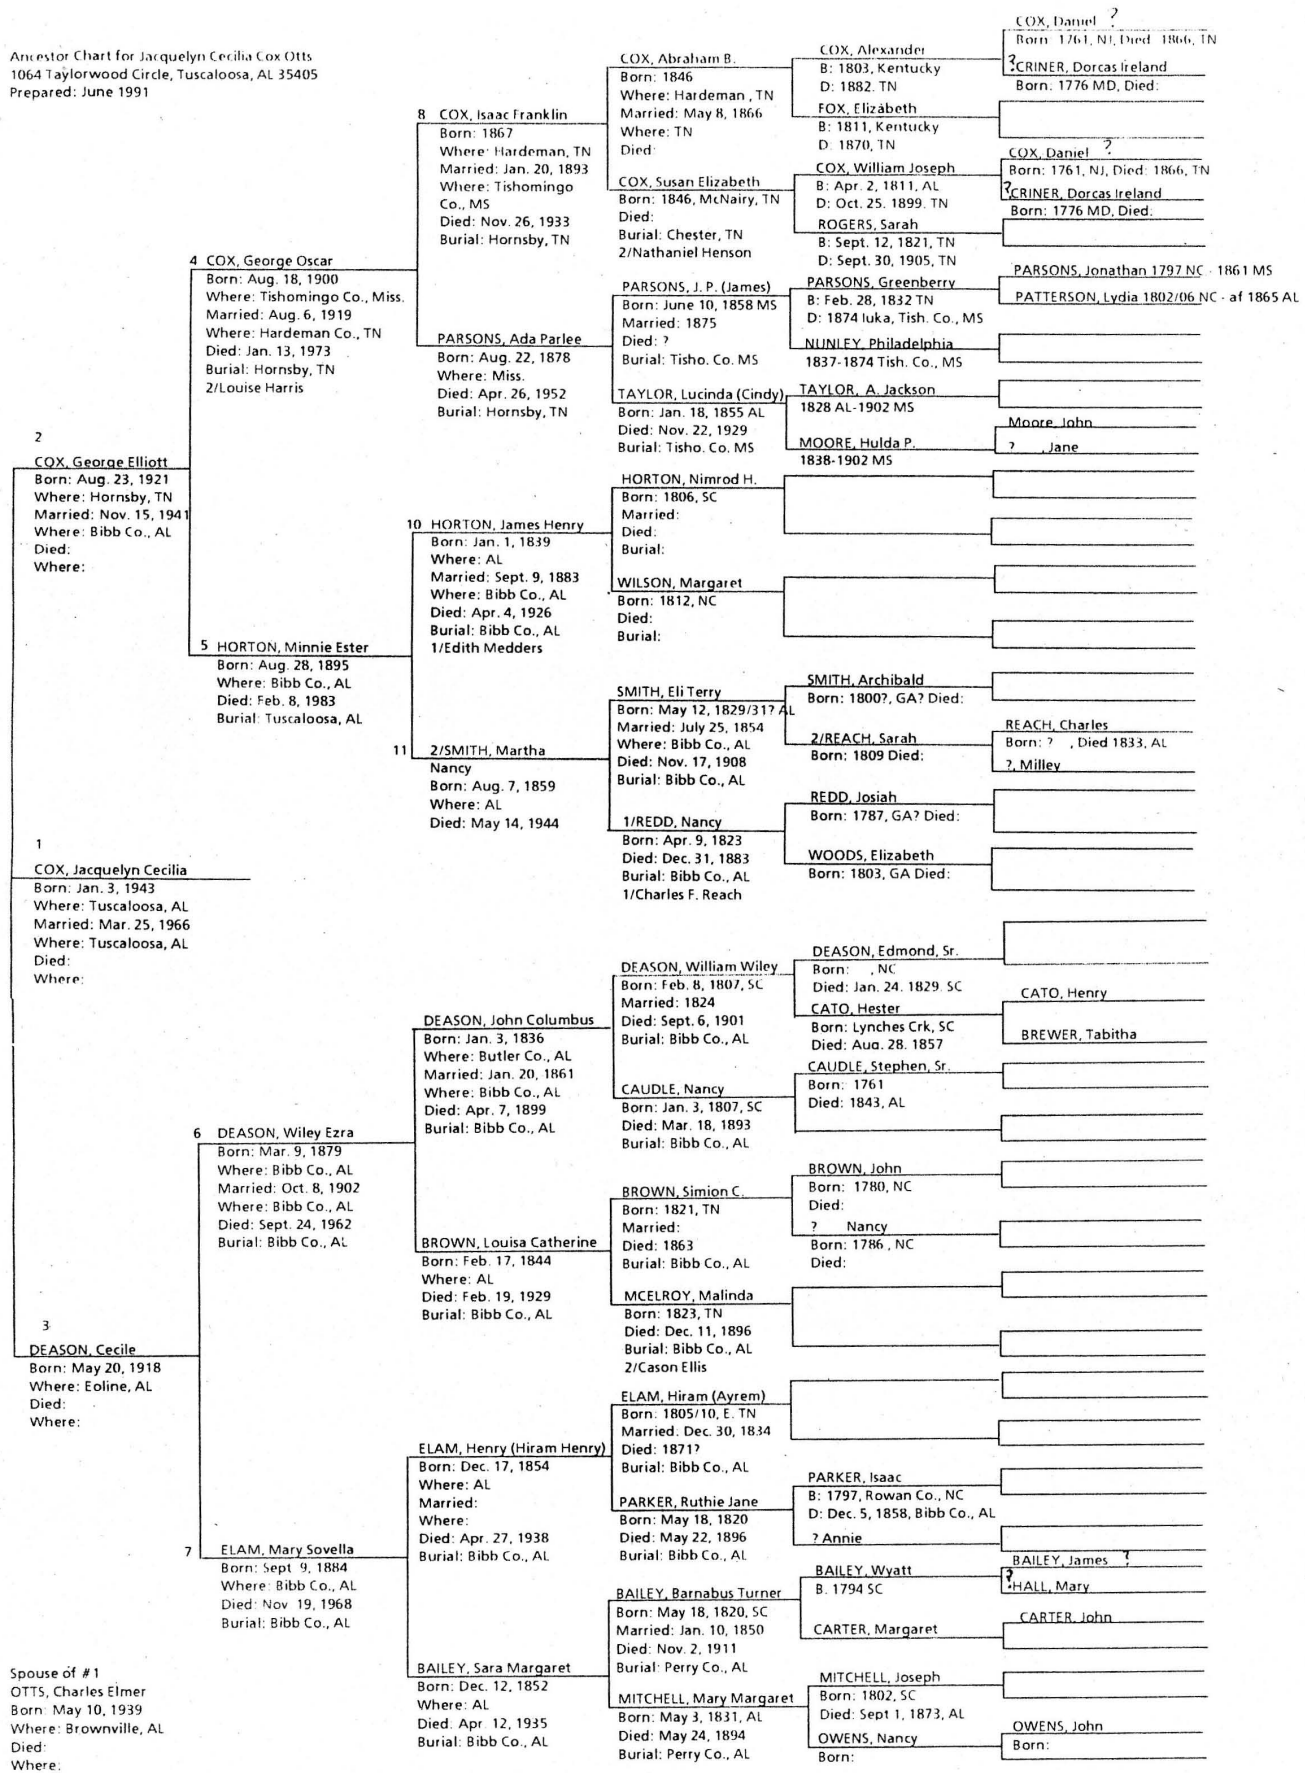 Ancestor Chart for Jacquelyn Cecilia Cox Otts
1064 Taylorwood Circle, Tuscaloosa, AL 35405
Prepared: June 1991
1
COX, Jacquelyn Cecilia
Born: Jan. 3, 1943
Where: Tuscaloosa, AL
Married: Mar. 25, 1966
Where: Tuscaloosa, AL
Died:
Where:
Spouse of #1
OTTS, Charles Elmer
Born: May 10, 1939
Where: Brownville, AL
Died:
Where:
2
COX, George Elliott
Born: Aug. 23, 1921
Where: Hornsby, TN
Married: Nov. 15, 1941
Where: Bibb Co., AL
Died:
Where:
3
DEASON, Cecile
Born: May 20, 1918
Where: Eoline, AL
Died:
Where:
4 COX, George Oscar
Born: Aug. 18, 1900
Where: Tishomingo Co., Miss.
Married: Aug. 6, 1919
Where: Hardeman Co., TN
Died: Jan. 13, 1973
Burial: Hornsby, TN
2/Louise Harris
5 HORTON, Minnie Ester
Born: Aug. 28, 1895
Where: Bibb Co., AL
Died: Feb. 8, 1983
Burial: Tuscaloosa, AL
6 DEASON, Wiley Ezra
Born: Mar. 9, 1879
Where: Bibb Co., AL
Married: Oct. 8, 1902
Where: Bibb Co., AL
Died: Sept. 24, 1962
Burial: Bibb Co., AL
7 ELAM, Mary Sovella
Born: Sept 9, 1884
Where: Bibb Co., AL
Died: Nov 19, 1968
Burial: Bibb Co., AL
8 COX, Isaac Franklin
Born: 1867
Where: Hardeman, TN
Married: Jan. 20, 1893
Where: Tishomingo
Co., MS
Died: Nov. 26, 1933
Burial: Hornsby, TN
PARSONS, Ada Parlee
Born: Aug. 22, 1878
Where: Miss.
Died: Apr. 26, 1952
Burial: Hornsby, TN
10 HORTON, James Henry
Born: Jan. 1, 1839
Where: AL
Married: Sept. 9, 1883
Where: Bibb Co., AL
Died: Apr. 4, 1926
Burial: Bibb Co., AL
1/Edith Medders
11 2/SMITH, Martha
Nancy
Born: Aug. 7, 1859
Where: AL
Died: May 14, 1944
DEASON, John Columbus
Born: Jan. 3, 1836
Where: Butler Co., AL
Married: Jan. 20, 1861
Where: Bibb Co., AL
Died: Apr. 7, 1899
Burial: Bibb Co., AL
BROWN, Louisa Catherine
Born: Feb. 17, 1844
Where: AL
Died: Feb. 19, 1929
Burial: Bibb Co., AL
ELAM, Henry (Hiram Henry)
Born: Dec. 17, 1854
Where: AL
Married:
Where:
Died: Apr. 27, 1938
Burial: Bibb Co., AL
BAILEY, Sara Margaret
Born: Dec. 12, 1852
Where: AL
Died: Apr 12, 1935
Burial: Bibb Co., AL
COX, Abraham B.
Born: 1846
Where: Hardeman , TN
Married: May 8, 1866
Where: TN
Died:
COX, Susan Elizabeth
Born: 1846, McNairy, TN
Died:
Burial: Chester, TN
2/Nathaniel Henson
PARSONS, J. P. (James)
Born: June 10, 1858 MS
Married: 1875
Died: ?
Burial: Tisho. Co. MS
TAYLOR, Lucinda (Cindy)
Born: Jan. 18, 1855 AL
Died: Nov. 22, 1929
Burial: Tisho. Co. MS
HORTON, Nimrod H.
Born: 1806, SC
Married:
Died:
Burial:
WILSON, Margaret
Born: 1812, NC
Died:
Burial:
SMITH, Eli Terry
Born: May 12, 1829/31? AL
Married: July 25, 1854
Where: Bibb Co., AL
Died: Nov. 17, 1908
Burial: Bibb Co., AL
1/REDD, Nancy
Born: Apr. 9, 1823
Died: Dec. 31, 1883
Burial: Bibb Co., AL
1/Charles F. Reach
DEASON, William Wiley
Born: Feb. 8, 1807, SC
Married: 1824
Died: Sept. 6, 1901
Burial: Bibb Co., AL
CAUDLE, Nancy
Born: Jan. 3, 1807, SC
Died: Mar. 18, 1893
Burial: Bibb Co., AL
BROWN, Simion C.
Born: 1821, TN
Married:
Died: 1863
Burial: Bibb Co., AL
MCELROY, Malinda
Born: 1823, TN
Died: Dec. 11, 1896
Burial: Bibb Co., AL
2/Cason Ellis
ELAM, Hiram (Ayrem)
Born: 1805/10, E. TN
Married: Dec. 30, 1834
Died: 1871?
Burial: Bibb Co., AL
PARKER, Ruthie Jane
Born: May 18, 1820
Died: May 22, 1896
Burial: Bibb Co., AL
BAILEY, Barnabus Turner
Born: May 18, 1820, SC
Married: Jan. 10, 1850
Died: Nov. 2, 1911
Burial: Perry Co., AL
MITCHELL, Mary Margaret
Born: May 3, 1831, AL
Died: May 24, 1894
Burial: Perry Co., AL
COX, Alexander
B: 1803, Kentucky
D: 1882. TN
FOX, Elizabeth
B: 1811, Kentucky
D. 1870, TN
COX, William Joseph
B: Apr. 2, 1811, AL
D: Oct. 25. 1899. TN
ROGERS, Sarah
B: Sept. 12, 1821, TN
D: Sept. 30, 1905, TN
PARSONS, Greenberry
B: Feb. 28, 1832 TN
D: 1874 Iuka, Tish. Co., MS
NUNLEY, Philadelphia
1837-1874 Tish. Co., MS
TAYLOR, A. Jackson
1828 AL-1902 MS
MOORE, Hulda P.
1838-1902 MS
SMITH, Archibald
Born: 1800?, GA? Died:
2/REACH, Sarah
Born: 1809 Died:
REDD, Josiah
Born: 1787, GA? Died:
WOODS, Elizabeth
Born: 1803, GA Died:
DEASON, Edmond, Sr.
Born: , NC
Died: Jan. 24. 1829. SC
CATO, Hester
Born: Lynches Crk, SC
Died: Aug. 28. 1857
CAUDLE, Stephen, Sr.
Born: 1761
Died: 1843, AL
BROWN, John
Born: 1780, NC
Died:
? Nancy
Born: 1786 , NC
Died:
PARKER, Isaac
B: 1797, Rowan Co., NC
D: Dec. 5, 1858, Bibb Co., AL
? Annie
BAILEY, Wyatt
B. 1794 SC
CARTER, Margaret
MITCHELL, Joseph
Born: 1802, SC
Died: Sept 1, 1873, AL
OWENS, Nancy
Born:
COX, Daniel ?
Born: 1761, NJ, Died: 1866, TN
? CRINER, Dorcas Ireland
Born: 1776 MD, Died:
COX, Daniel ?
Born: 1761, NJ, Died: 1866, TN
? CRINER, Dorcas Ireland
Born: 1776 MD, Died:
PARSONS, Jonathan 1797 NC - 1861 MS
PATTERSON, Lydia 1802/06 NC - af 1865 AL
Moore, John
? , Jane
REACH, Charles
Born: ? , Died 1833, AL
?, Milley
CATO, Henry
BREWER, Tabitha
BAILEY, James ?
? HALL, Mary
CARTER, John
OWENS, John
Born: